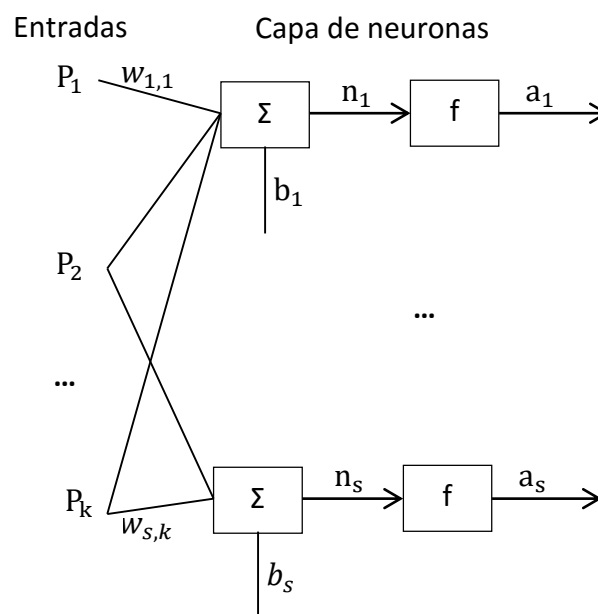 Entradas Capa de neuronas
P₁ w₁,₁ Σ n₁ f a₁
b₁
P₂
...
...
Pₖ wₛ,ₖ Σ nₛ f aₛ
bₛ